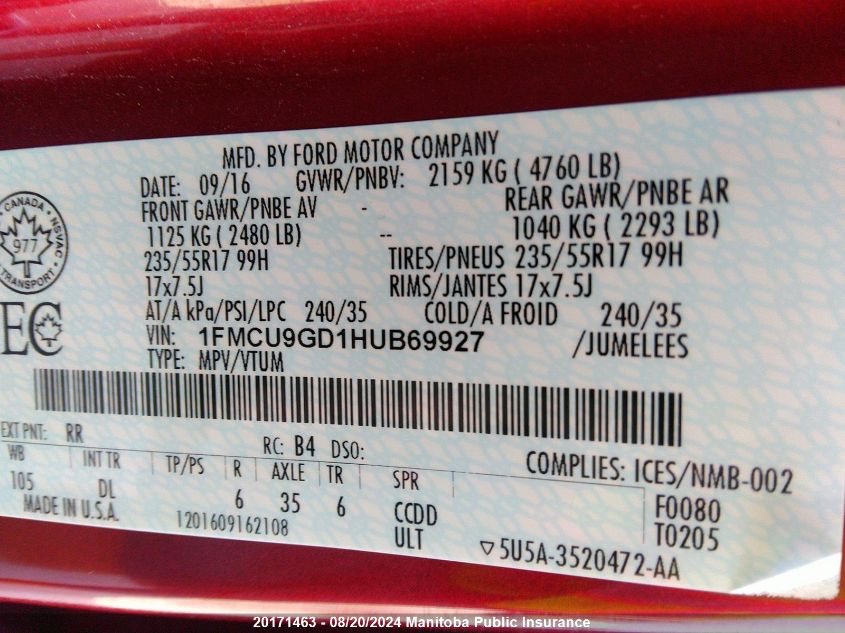 MFD. BY FORD MOTOR COMPANY
DATE: 09/16 GVWR/PNBV: 2159 KG ( 4760 LB)
FRONT GAWR/PNBE AV - REAR GAWR/PNBE AR
1125 KG ( 2480 LB) -- 1040 KG ( 2293 LB)
235/55R17 99H TIRES/PNEUS 235/55R17 99H
17x7.5J RIMS/JANTES 17x7.5J
AT/A kPa/PSI/LPC 240/35 COLD/A FROID 240/35
VIN: 1FMCU9GD1HUB69927 /JUMELEES
TYPE: MPV/VTUM
CANADA
NSVAC
977
TRANSPORT
EC
EXT PNT: RR RC: B4 DSO: COMPLIES: ICES/NMB-002
WB INT TR TP/PS R AXLE TR SPR F0080
105 DL 6 35 6 CCDD T0205
MADE IN U.S.A. 1201609162108 ULT ▽5U5A-3520472-AA
20171463 - 08/20/2024 Manitoba Public Insurance